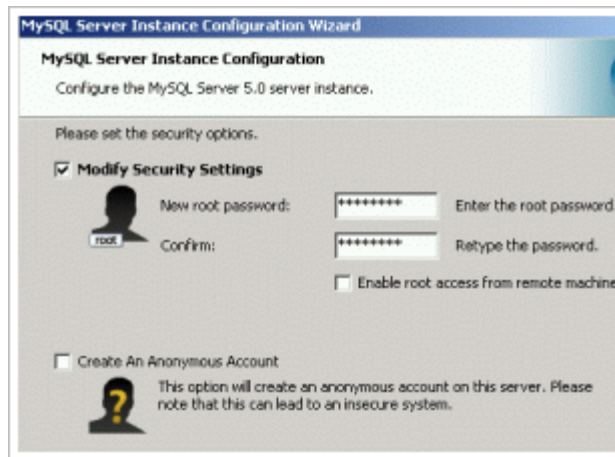 MySQL Server Instance Configuration Wizard
MySQL Server Instance Configuration
Configure the MySQL Server 5.0 server instance.
Please set the security options.
Modify Security Settings
root
New root password:
********
Enter the root password.
Confirm:
********
Retype the password.
Enable root access from remote machine
Create An Anonymous Account
?
This option will create an anonymous account on this server. Please
note that this can lead to an insecure system.